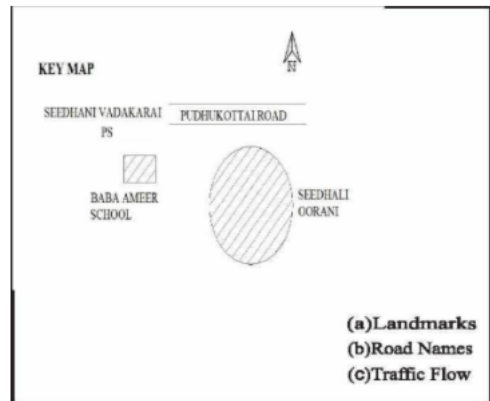 N
KEY MAP
SEEDHANI VADAKARAI
PS
PUDHUKOTTAI ROAD
BABA AMEER
SCHOOL
SEEDHALI
OORANI
(a)Landmarks
(b)Road Names
(c)Traffic Flow